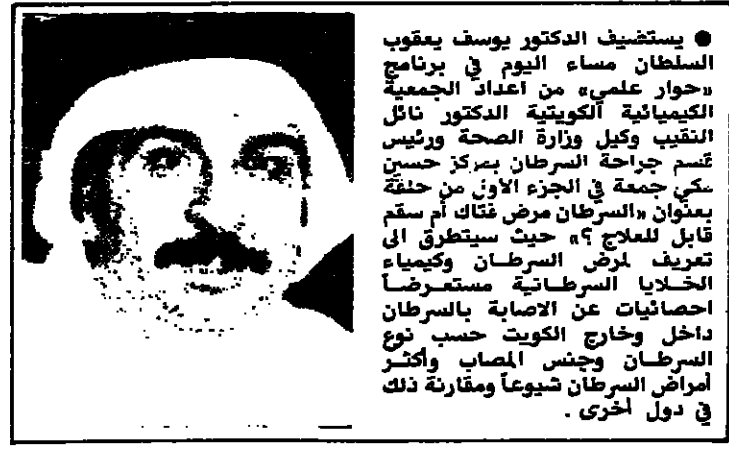 ● يستضيف الدكتور يوسف يعقوب
السلطان مساء اليوم في برنامج
«حوار علمي» من اعداد الجمعية
الكيميائية الكويتية الدكتور نائل
النقيب وكيل وزارة الصحة ورئيس
قسم جراحة السرطان بمركز حسين
مكي جمعة في الجزء الأول من حلقة
بعنوان «السرطان مرض فتاك أم سقم
قابل للعلاج ؟» حيث سيتطرق الى
تعريف لمرض السرطان وكيمياء
الخلايا السرطانية مستعرضاً
احصائيات عن الاصابة بالسرطان
داخل وخارج الكويت حسب نوع
السرطان وجنس المصاب وأكثر
أمراض السرطان شيوعاً ومقارنة ذلك
في دول أخرى .